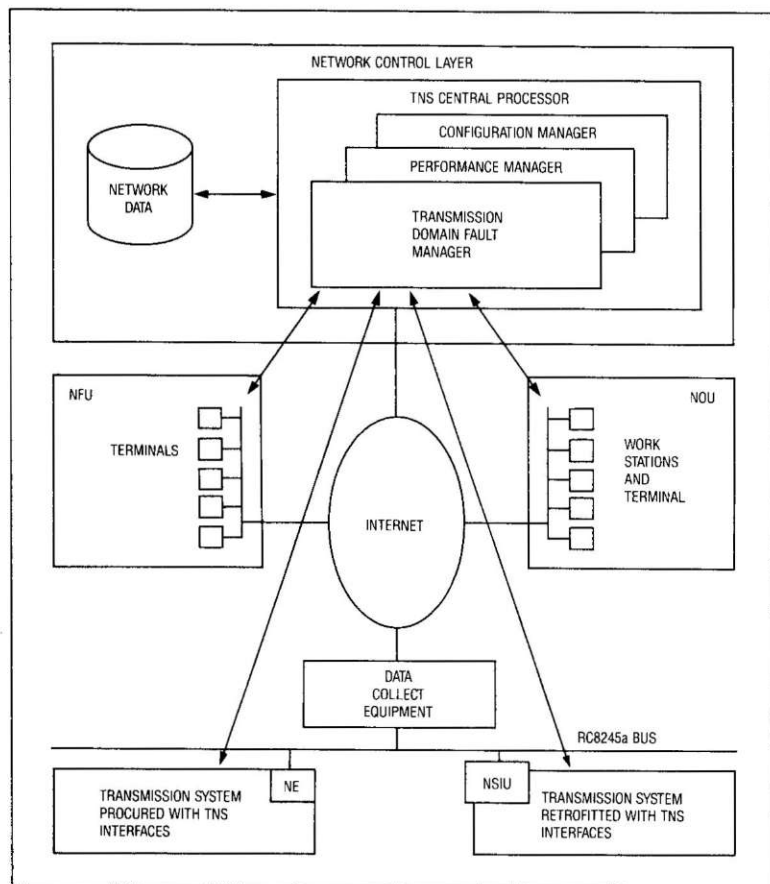 NETWORK CONTROL LAYER
TNS CENTRAL PROCESSOR
CONFIGURATION MANAGER
PERFORMANCE MANAGER
NETWORK
DATA
TRANSMISSION
DOMAIN FAULT
MANAGER
NFU
TERMINALS
NOU
WORK
STATIONS
AND
TERMINAL
INTERNET
DATA
COLLECT
EQUIPMENT
RC8245a BUS
NE
TRANSMISSION SYSTEM
PROCURED WITH TNS
INTERFACES
NSIU
TRANSMISSION SYSTEM
RETROFITTED WITH TNS
INTERFACES